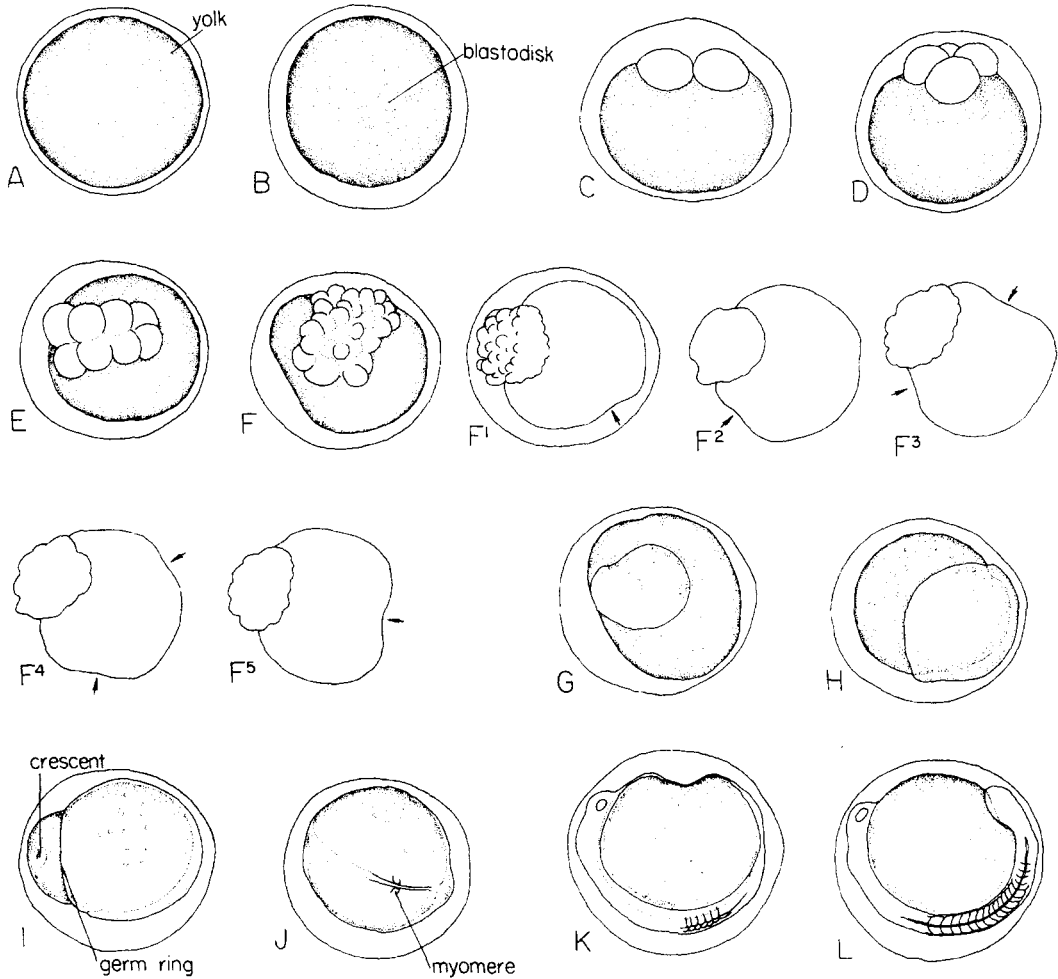 yolk
blastodisk
A
B
C
D
E
F
F¹
F²
F³
F⁴
F⁵
G
H
crescent
I
germ ring
J
myomere
K
L